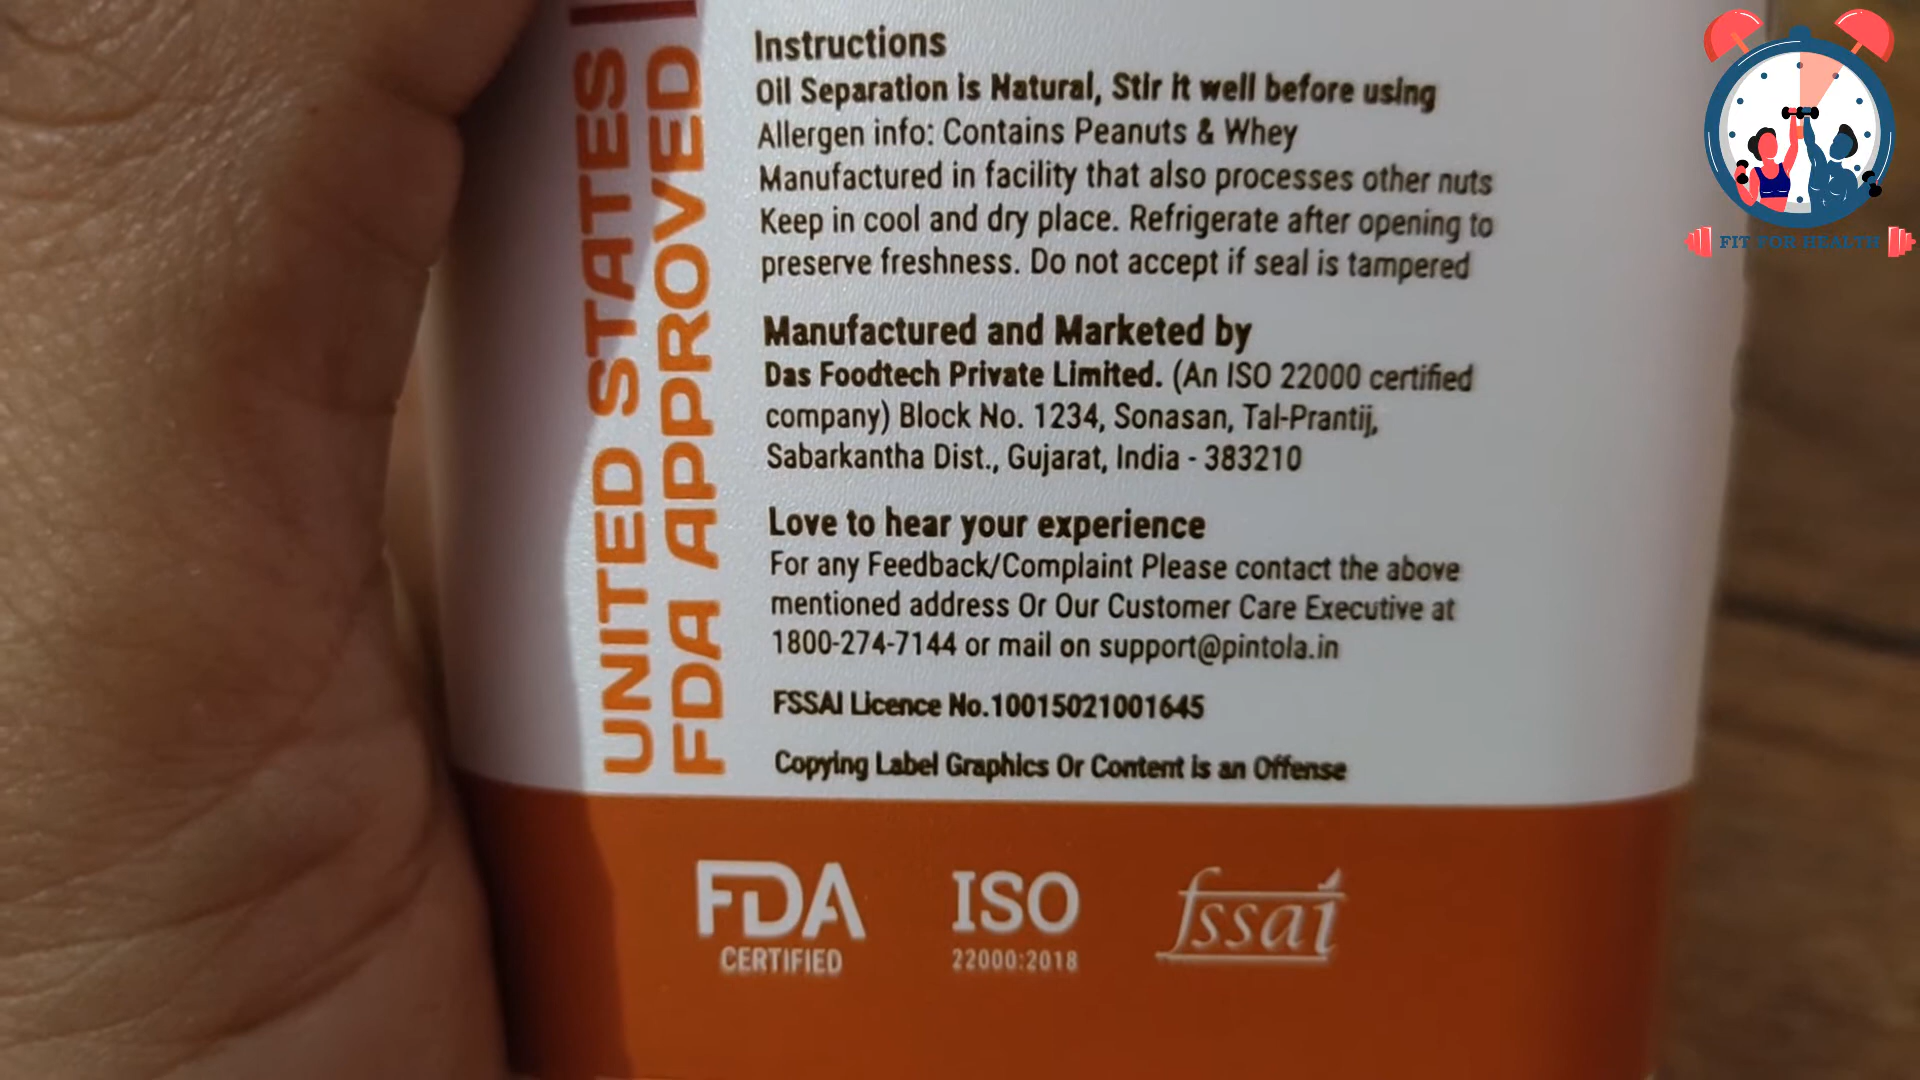 UNITED STATES
FDA APPROVED
Instructions
Oil Separation is Natural, Stir it well before using
Allergen info: Contains Peanuts & Whey
Manufactured in facility that also processes other nuts
Keep in cool and dry place. Refrigerate after opening to
preserve freshness. Do not accept if seal is tampered
Manufactured and Marketed by
Das Foodtech Private Limited. (An ISO 22000 certified
company) Block No. 1234, Sonasan, Tal-Prantij,
Sabarkantha Dist., Gujarat, India - 383210
Love to hear your experience
For any Feedback/Complaint Please contact the above
mentioned address Or Our Customer Care Executive at
1800-274-7144 or mail on support@pintola.in
FSSAI Licence No.10015021001645
Copying Label Graphics Or Content is an Offense
FDA
CERTIFIED
ISO
22000:2018
fssai
FIT FOR HEALTH